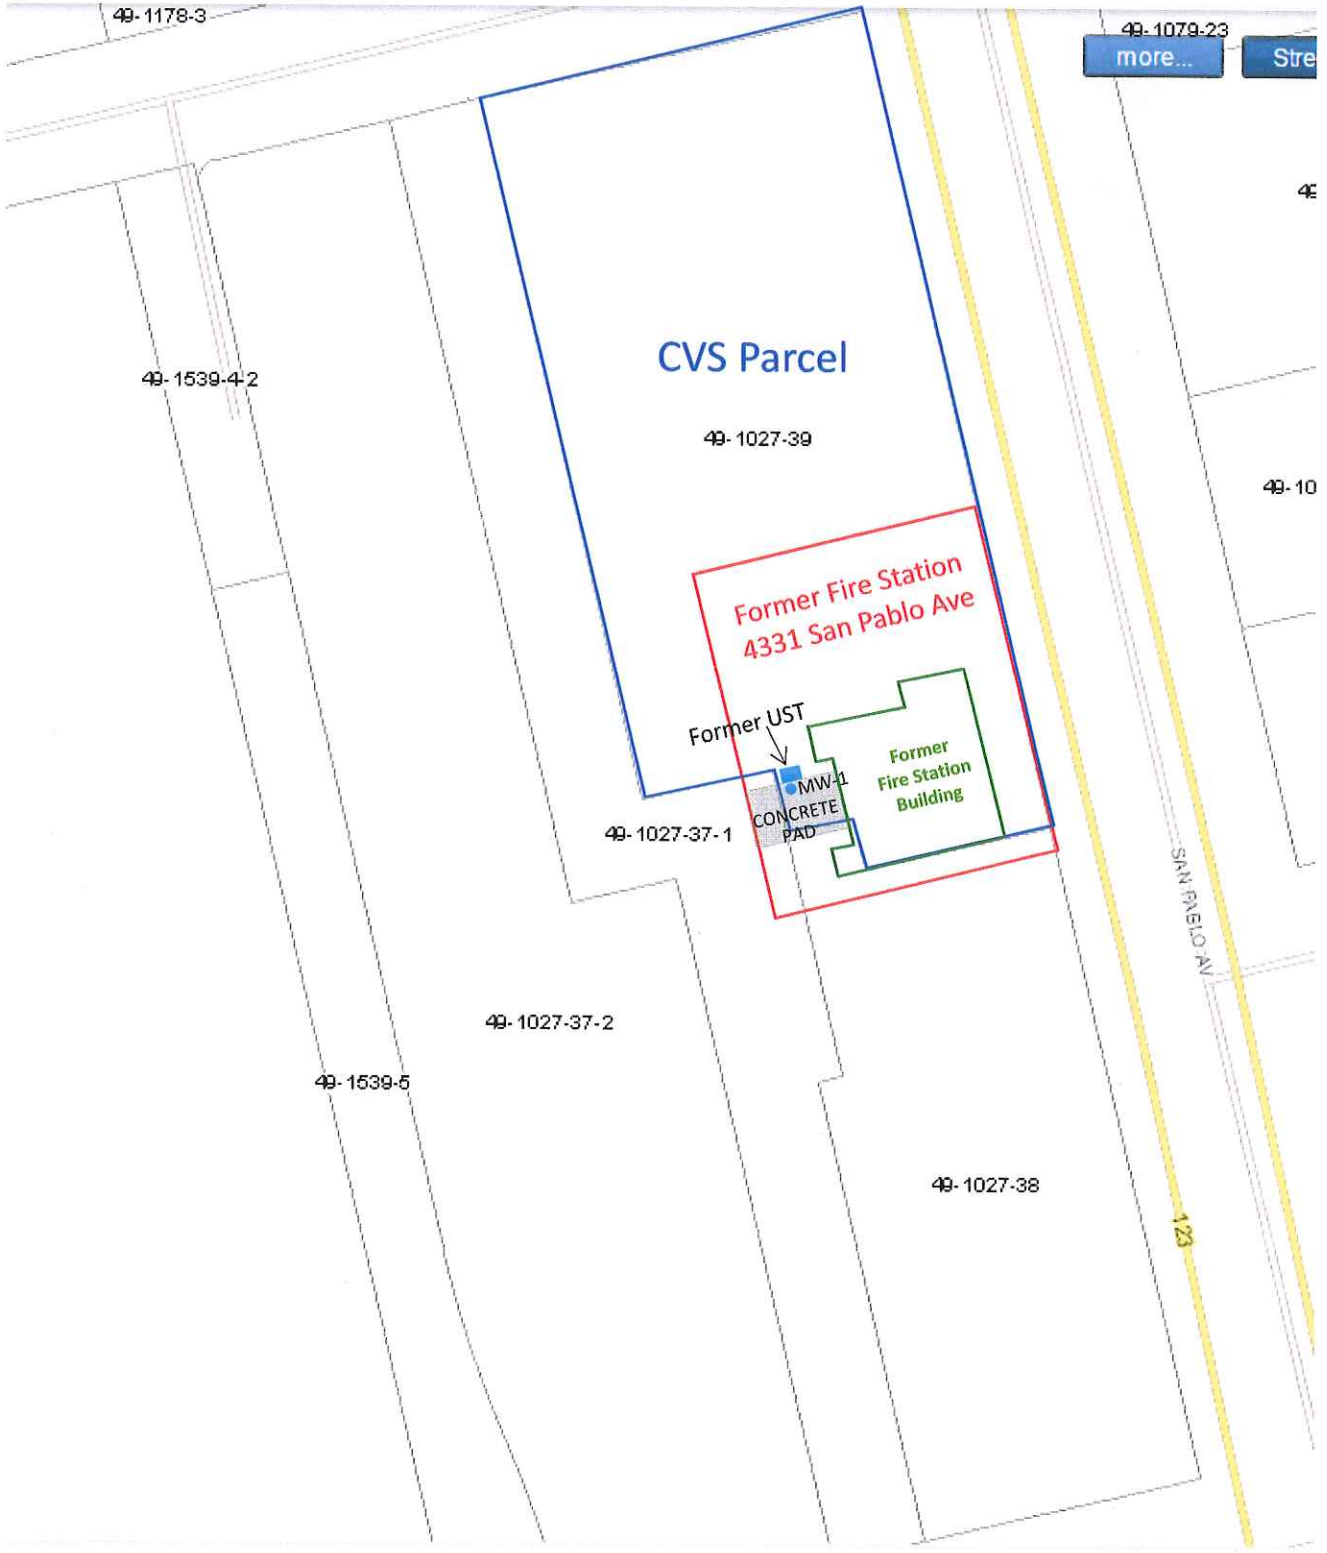 49-1178-3
49-1079-23
more...
Stre
49-1539-4-2
CVS Parcel
49-1027-39
49-10
Former Fire Station
4331 San Pablo Ave
Former UST
Former
Fire Station
Building
MW-1
CONCRETE
PAD
49-1027-37-1
SAN PABLO AV
49-1027-37-2
49-1539-5
49-1027-38
123